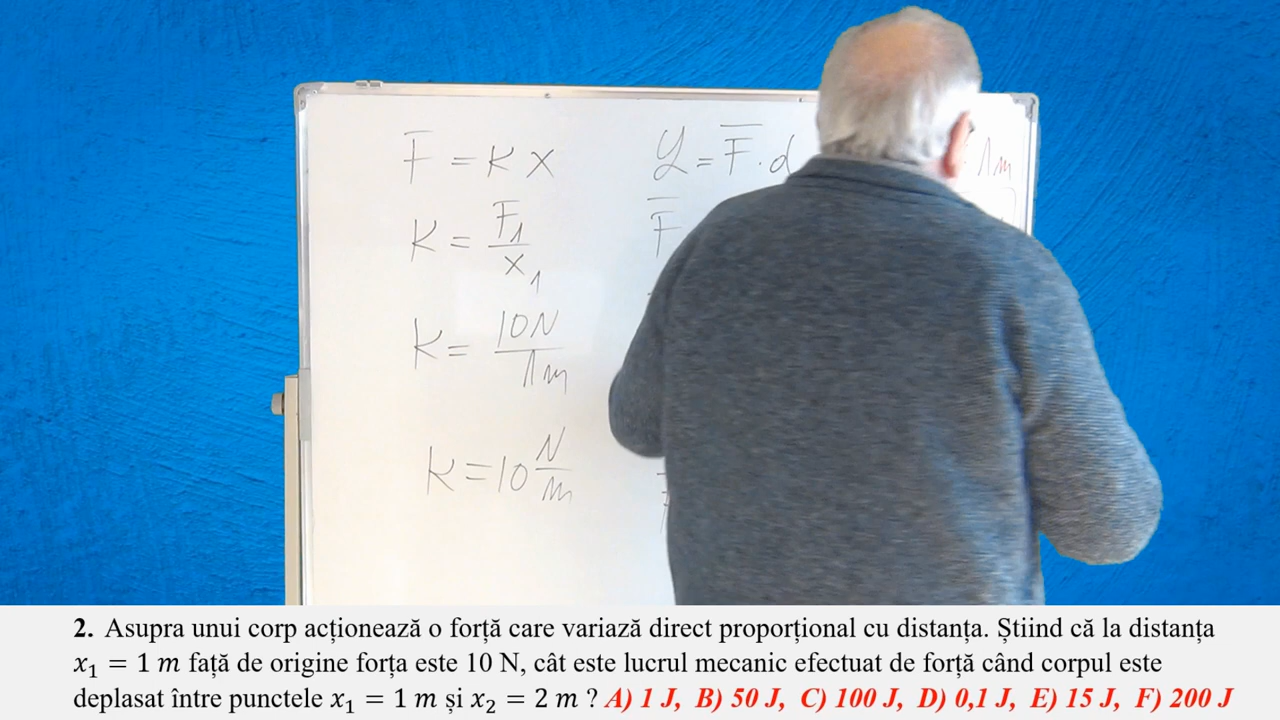 F = K x
K = F₁ / x₁
K = 10N / 1m
K = 10 N/m
L = F̅ · d
F̅
1m
2. Asupra unui corp acționează o forță care variază direct proporțional cu distanța. Știind că la distanța
x₁ = 1 m față de origine forța este 10 N, cât este lucrul mecanic efectuat de forță când corpul este
deplasat între punctele x₁ = 1 m și x₂ = 2 m ? A) 1 J, B) 50 J, C) 100 J, D) 0,1 J, E) 15 J, F) 200 J